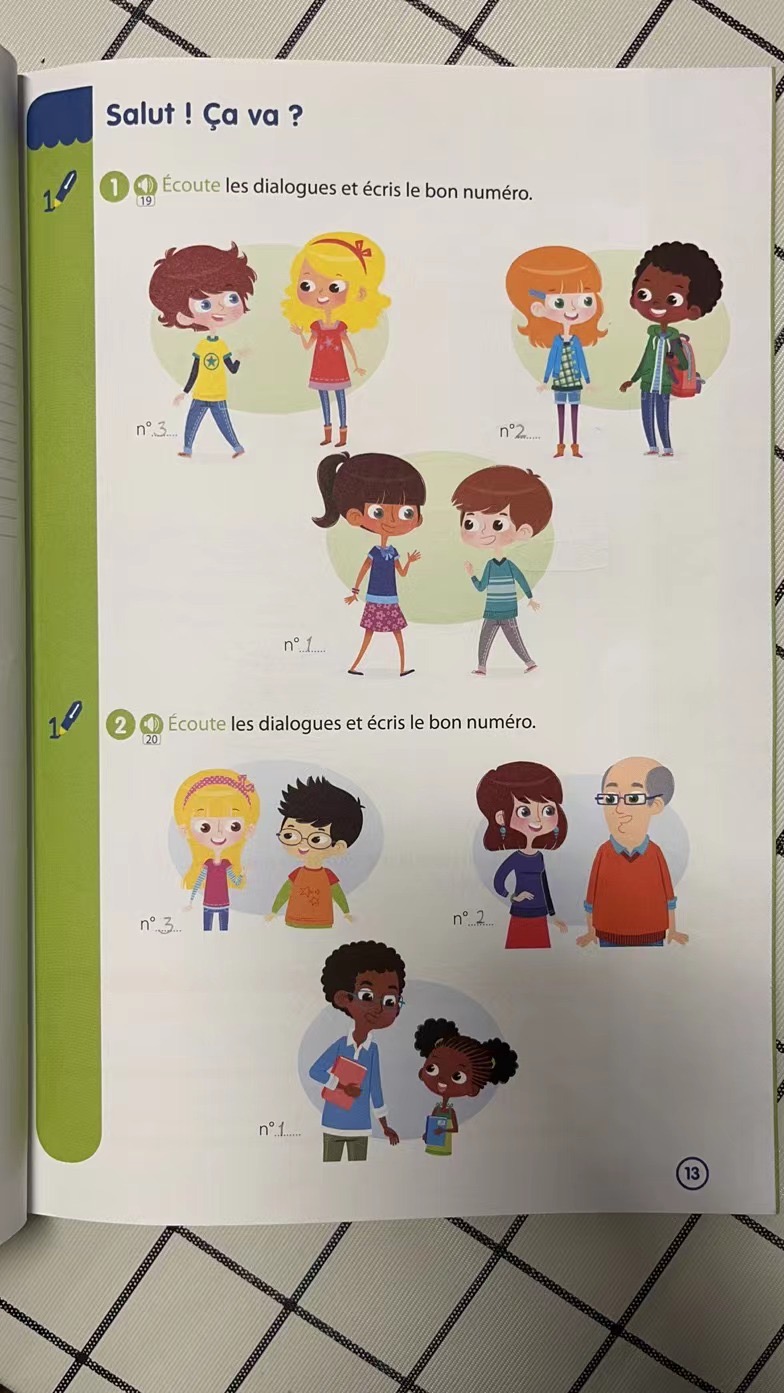 Salut ! Ça va ?
1
1 Écoute les dialogues et écris le bon numéro.
19
n° 3
n° 2
n° 1
1
2 Écoute les dialogues et écris le bon numéro.
20
n° 3
n° 2
n° 1
13